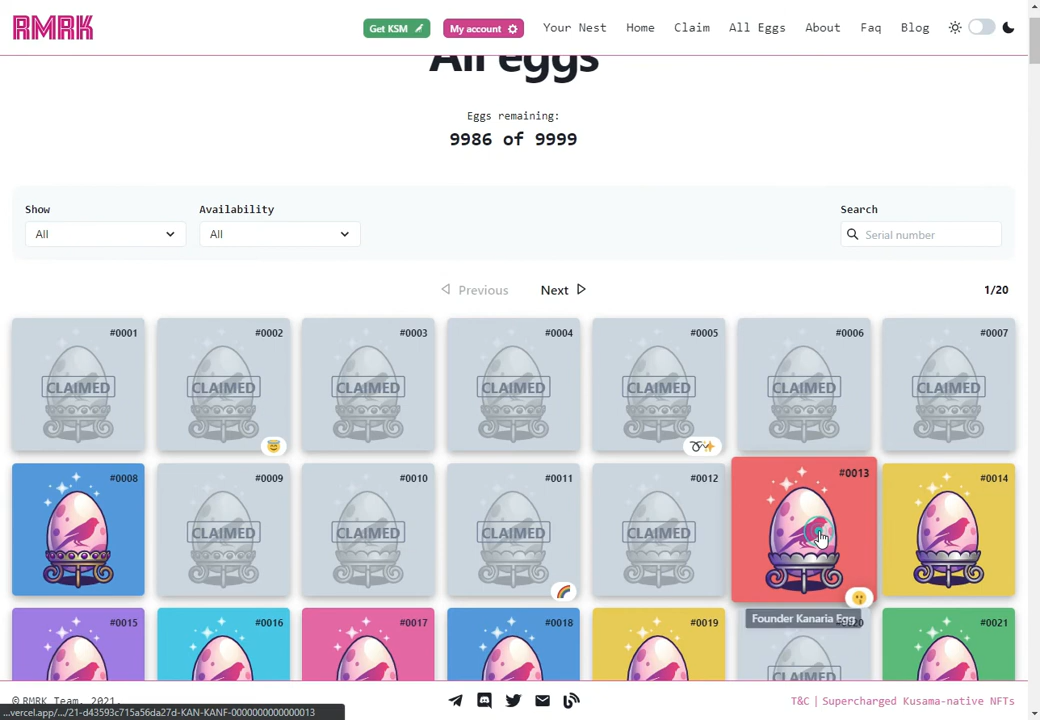 RMRK
Get KSM
My account
Your Nest
Home
Claim
All Eggs
About
Faq
Blog
All eggs
Eggs remaining:
9986 of 9999
Show
Availability
Search
All
All
Serial number
Previous
Next
1/20
#0001
#0002
#0003
#0004
#0005
#0006
#0007
CLAIMED
CLAIMED
CLAIMED
CLAIMED
CLAIMED
CLAIMED
CLAIMED
#0008
#0009
#0010
#0011
#0012
#0013
#0014
CLAIMED
CLAIMED
CLAIMED
CLAIMED
Founder Kanaria Egg
#0015
#0016
#0017
#0018
#0019
#0021
CLAIMED
© RMRK Team, 2021.
T&C | Supercharged Kusama-native NFTs